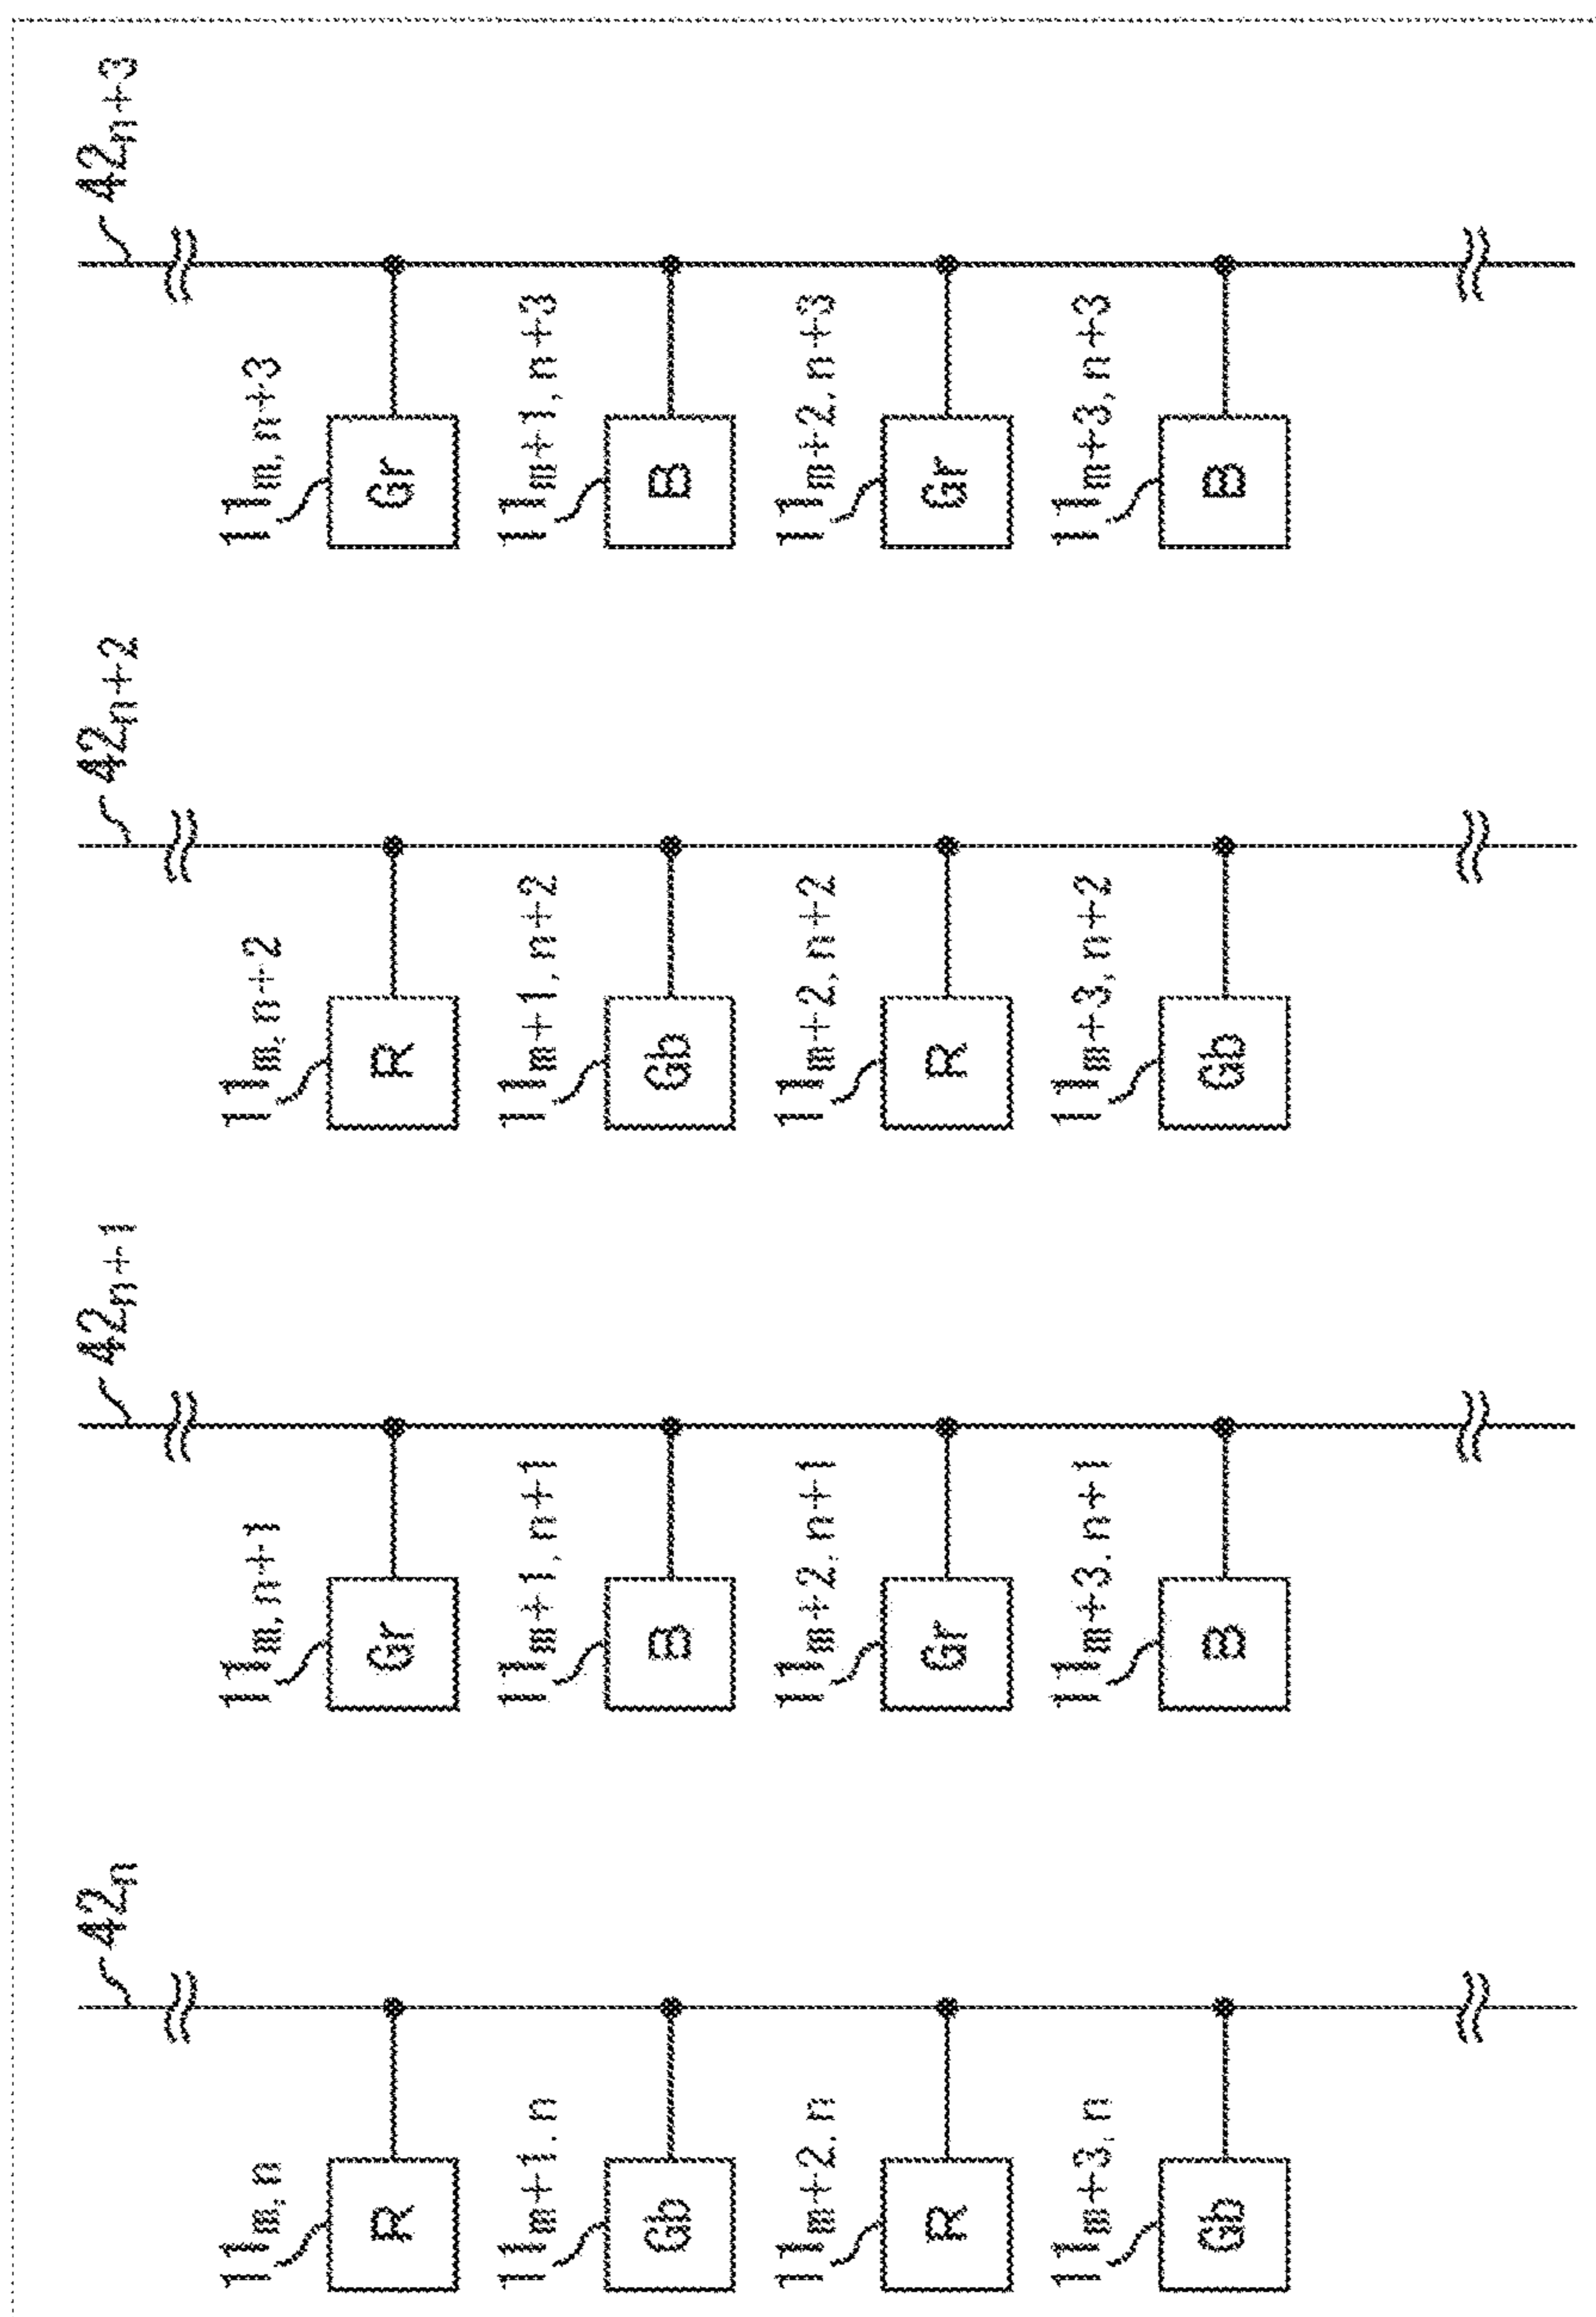 42n
42n+1
42n+2
42n+3
11m, n
11m, n+1
11m, n+2
11m, n+3
R
Gr
R
Gr
11m+1, n
11m+1, n+1
11m+1, n+2
11m+1, n+3
Gb
B
Gb
B
11m+2, n
11m+2, n+1
11m+2, n+2
11m+2, n+3
R
Gr
R
Gr
11m+3, n
11m+3, n+1
11m+3, n+2
11m+3, n+3
Gb
B
Gb
B